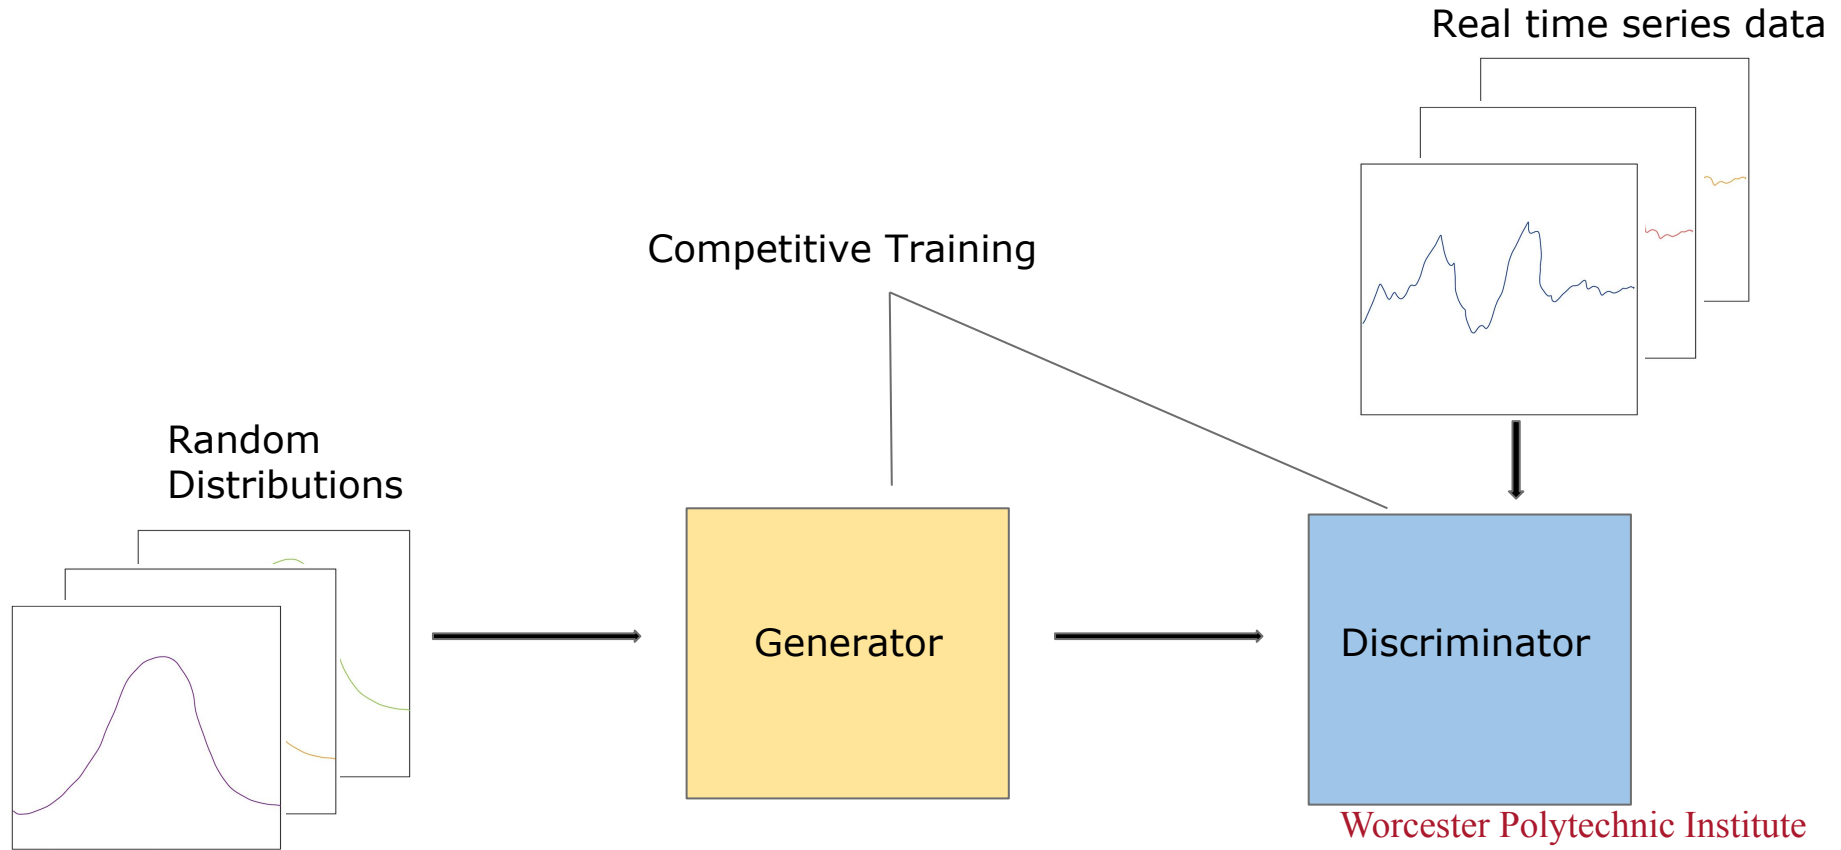 Real time series data
Competitive Training
Random
Distributions
Generator
Discriminator
Worcester Polytechnic Institute